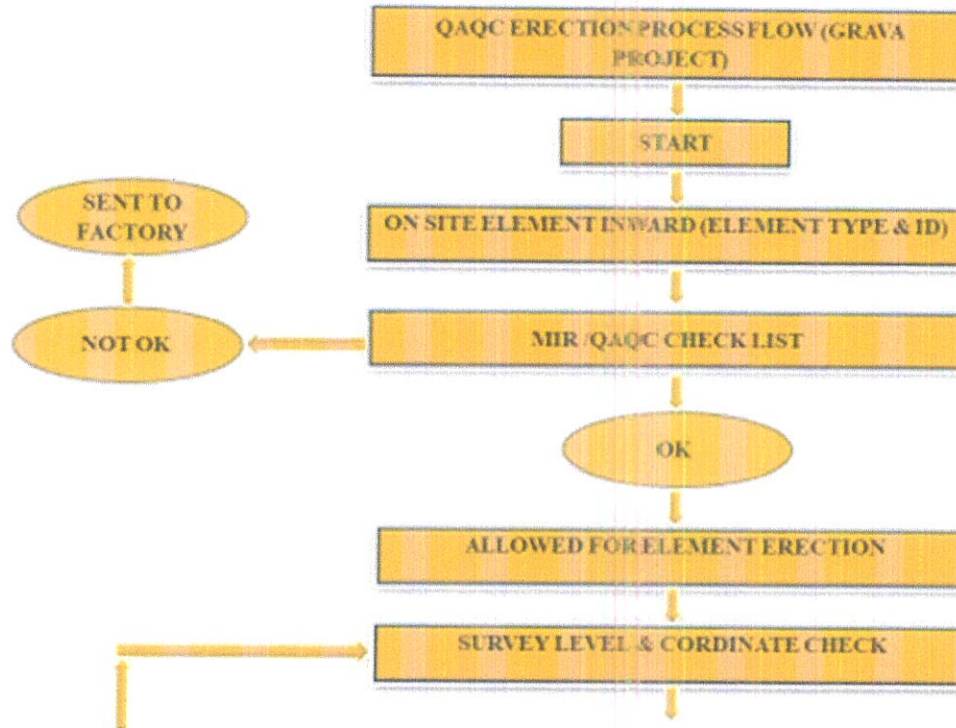 QAQC ERECTION PROCESS FLOW (GRAVA
PROJECT)
START
SENT TO
FACTORY
ON SITE ELEMENT INWARD (ELEMENT TYPE & ID)
NOT OK
MIR /QAQC CHECK LIST
OK
ALLOWED FOR ELEMENT ERECTION
SURVEY LEVEL & CORDINATE CHECK